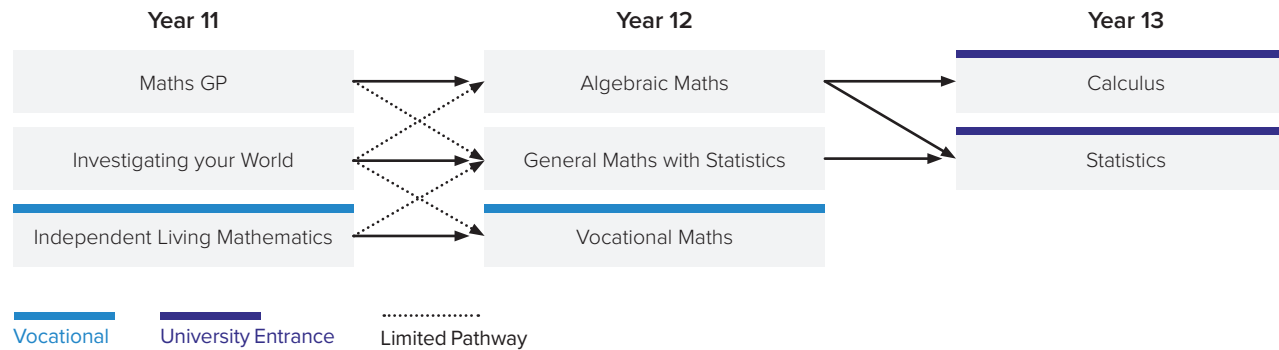 Year 11
Year 12
Year 13
Maths GP
Algebraic Maths
Calculus
Investigating your World
General Maths with Statistics
Statistics
Independent Living Mathematics
Vocational Maths
Vocational
University Entrance
Limited Pathway